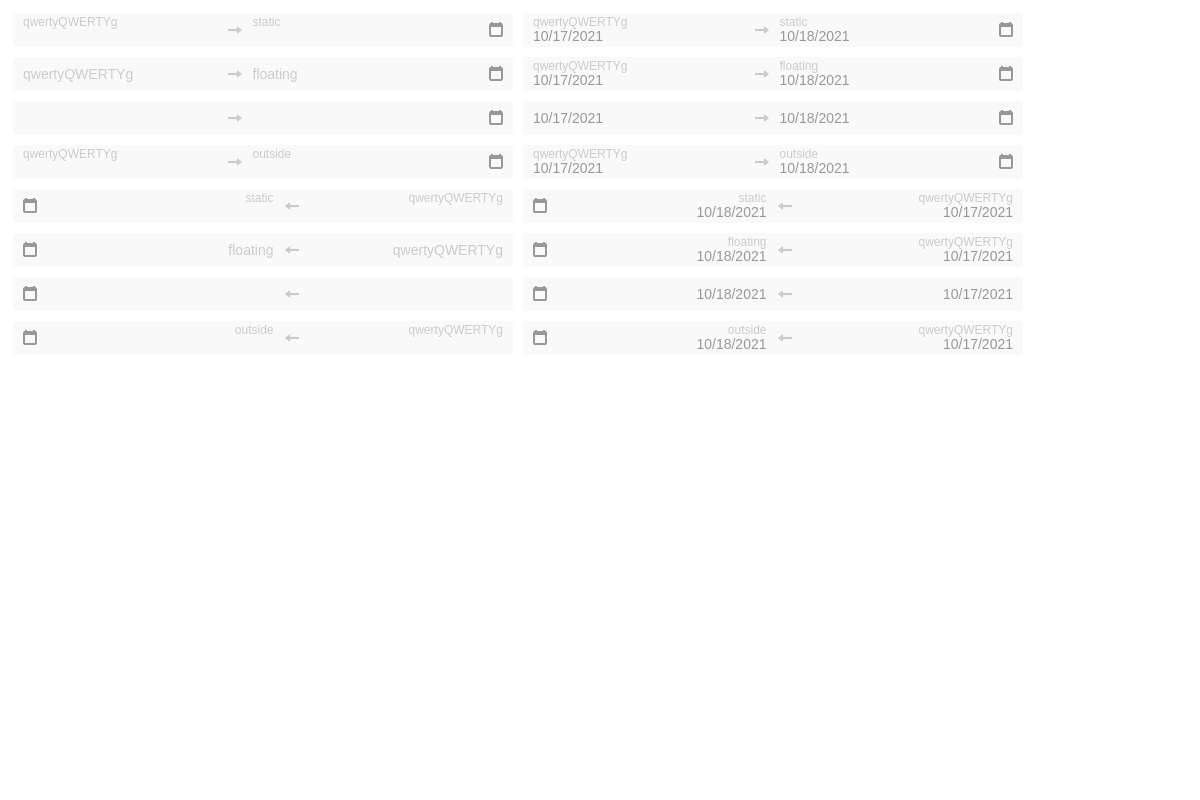 qwertyQWERTYg static qwertyQWERTYg static
10/17/2021 10/18/2021
qwertyQWERTYg floating qwertyQWERTYg floating
10/17/2021 10/18/2021
10/17/2021 10/18/2021
qwertyQWERTYg outside qwertyQWERTYg outside
10/17/2021 10/18/2021
static qwertyQWERTYg static qwertyQWERTYg
10/18/2021 10/17/2021
floating qwertyQWERTYg floating qwertyQWERTYg
10/18/2021 10/17/2021
10/18/2021 10/17/2021
outside qwertyQWERTYg outside qwertyQWERTYg
10/18/2021 10/17/2021